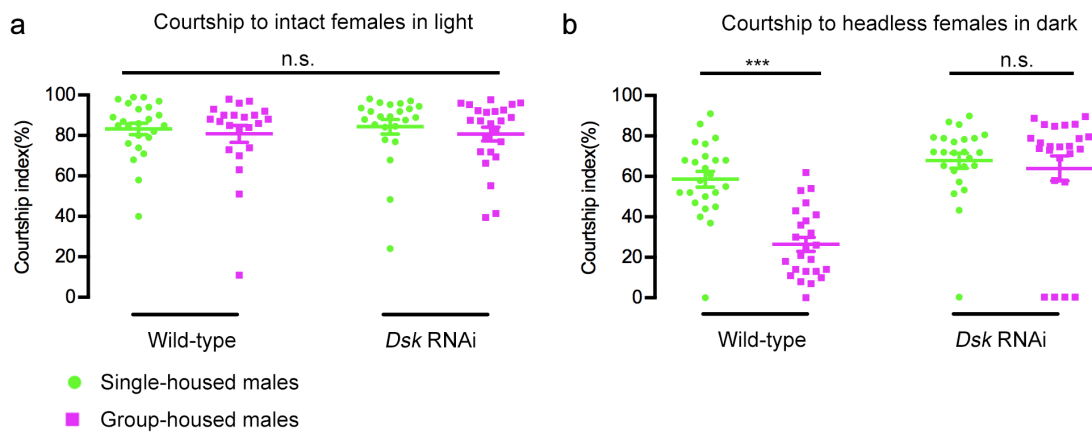 a
Courtship to intact females in light
n.s.
Courtship index(%)
100
80
60
40
20
0
Wild-type
Dsk RNAi
Single-housed males
Group-housed males
b
Courtship to headless females in dark
***
n.s.
Courtship index(%)
100
80
60
40
20
0
Wild-type
Dsk RNAi